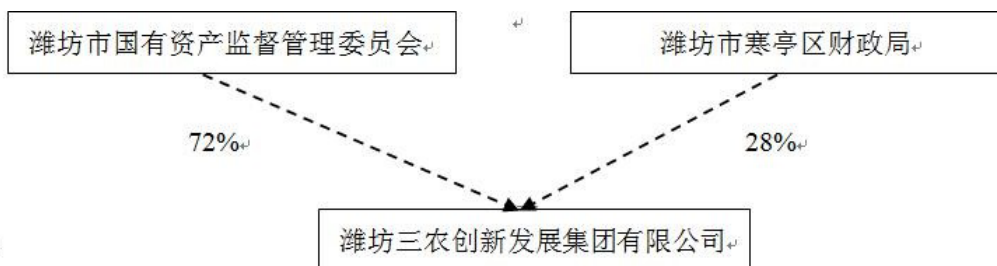 潍坊市国有资产监督管理委员会
潍坊市寒亭区财政局
72%
28%
潍坊三农创新发展集团有限公司